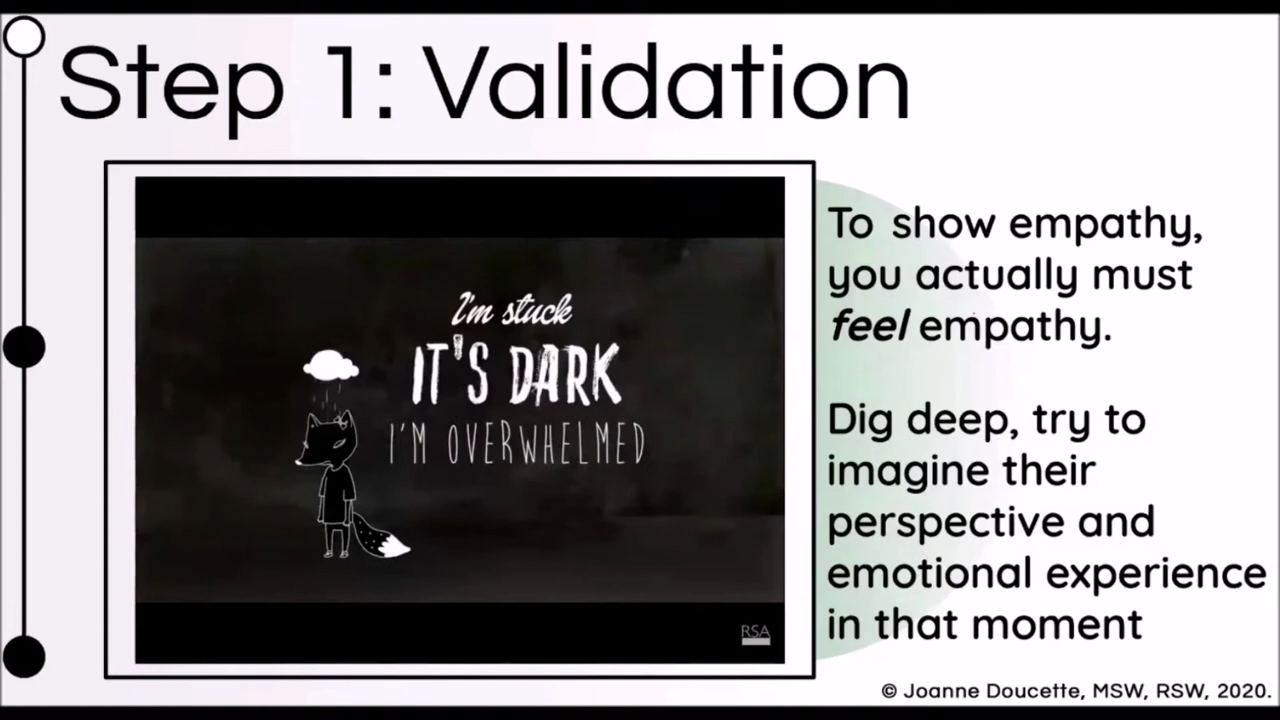 Step 1: Validation
I'm stuck
IT'S DARK
I'M OVERWHELMED
RSA
To show empathy,
you actually must
feel empathy.
Dig deep, try to
imagine their
perspective and
emotional experience
in that moment
© Joanne Doucette, MSW, RSW, 2020.